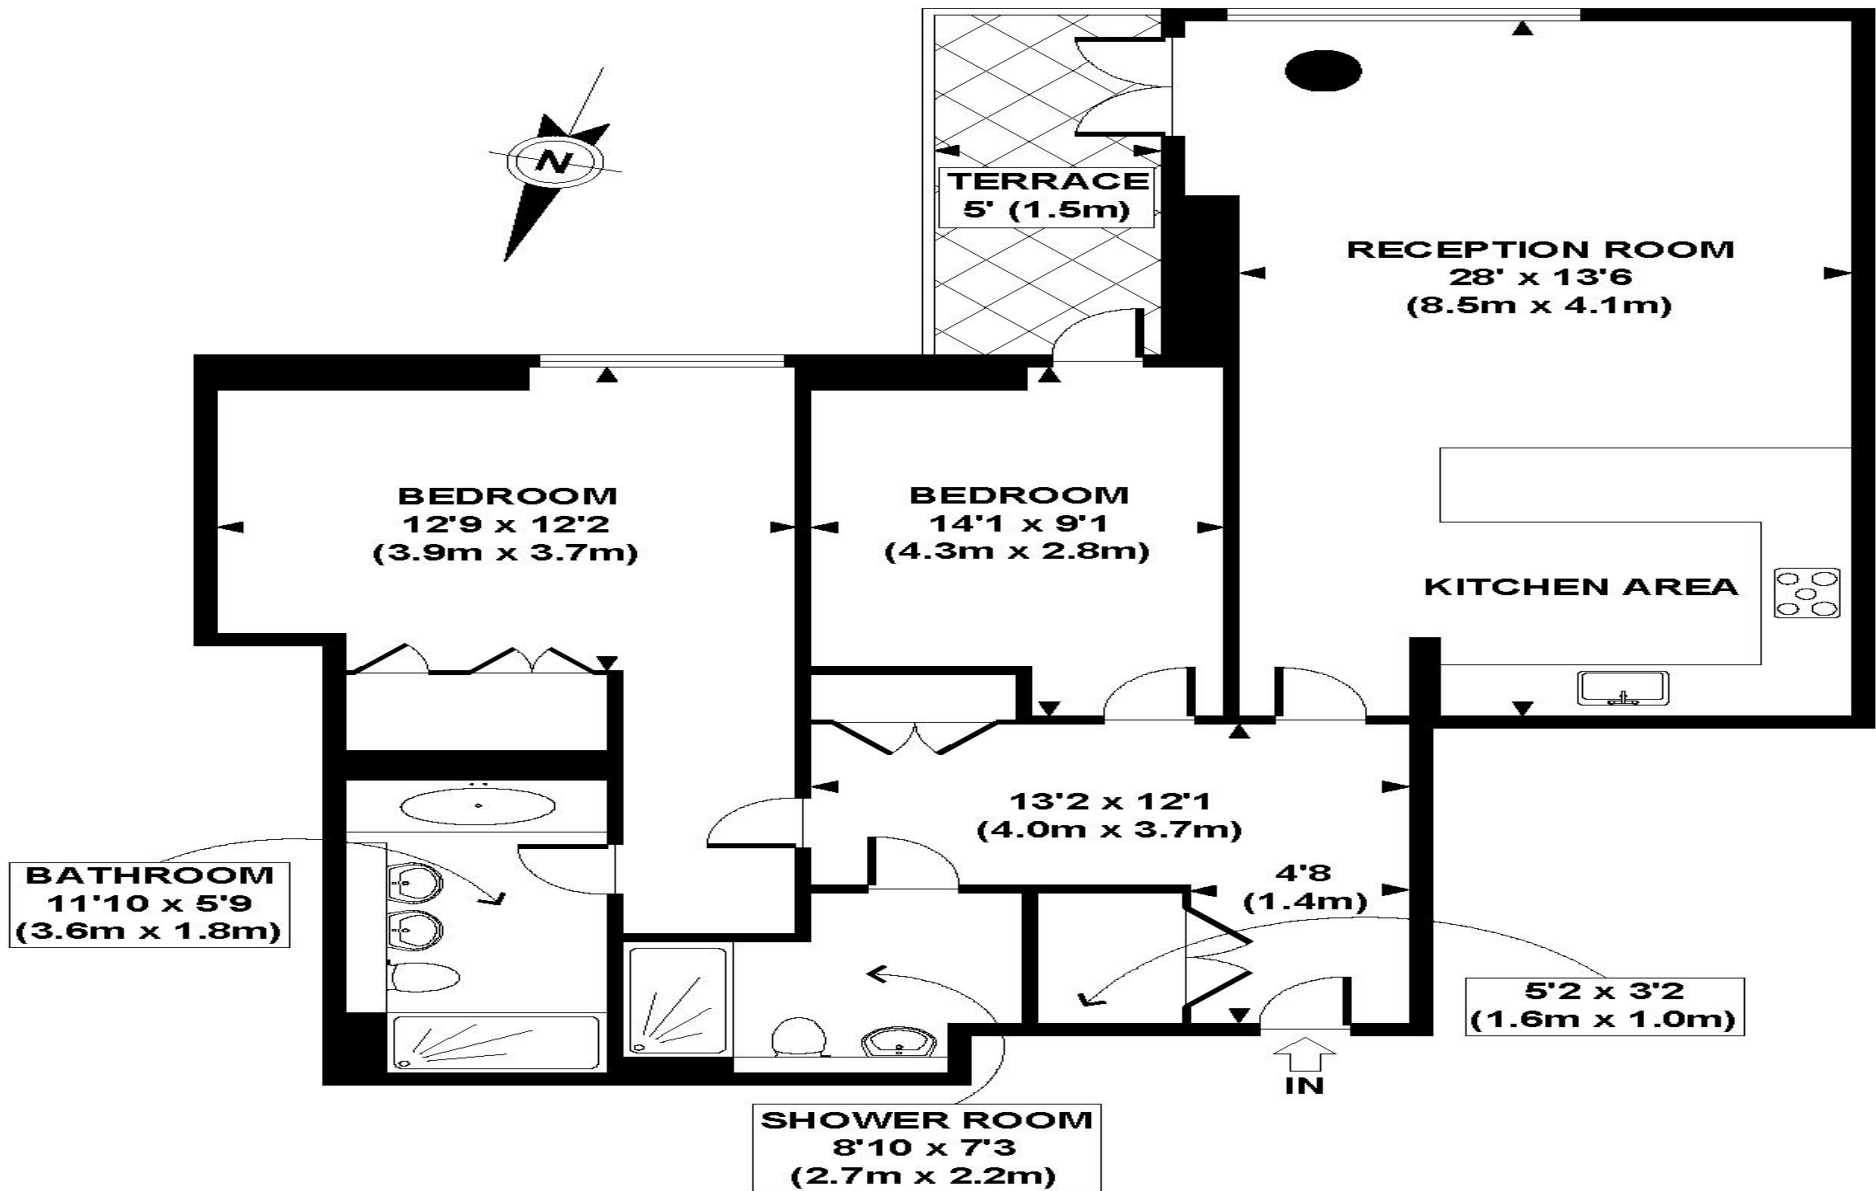 N
TERRACE
5' (1.5m)
RECEPTION ROOM
28' x 13'6
(8.5m x 4.1m)
BEDROOM
12'9 x 12'2
(3.9m x 3.7m)
BEDROOM
14'1 x 9'1
(4.3m x 2.8m)
KITCHEN AREA
13'2 x 12'1
(4.0m x 3.7m)
4'8
(1.4m)
BATHROOM
11'10 x 5'9
(3.6m x 1.8m)
5'2 x 3'2
(1.6m x 1.0m)
IN
SHOWER ROOM
8'10 x 7'3
(2.7m x 2.2m)